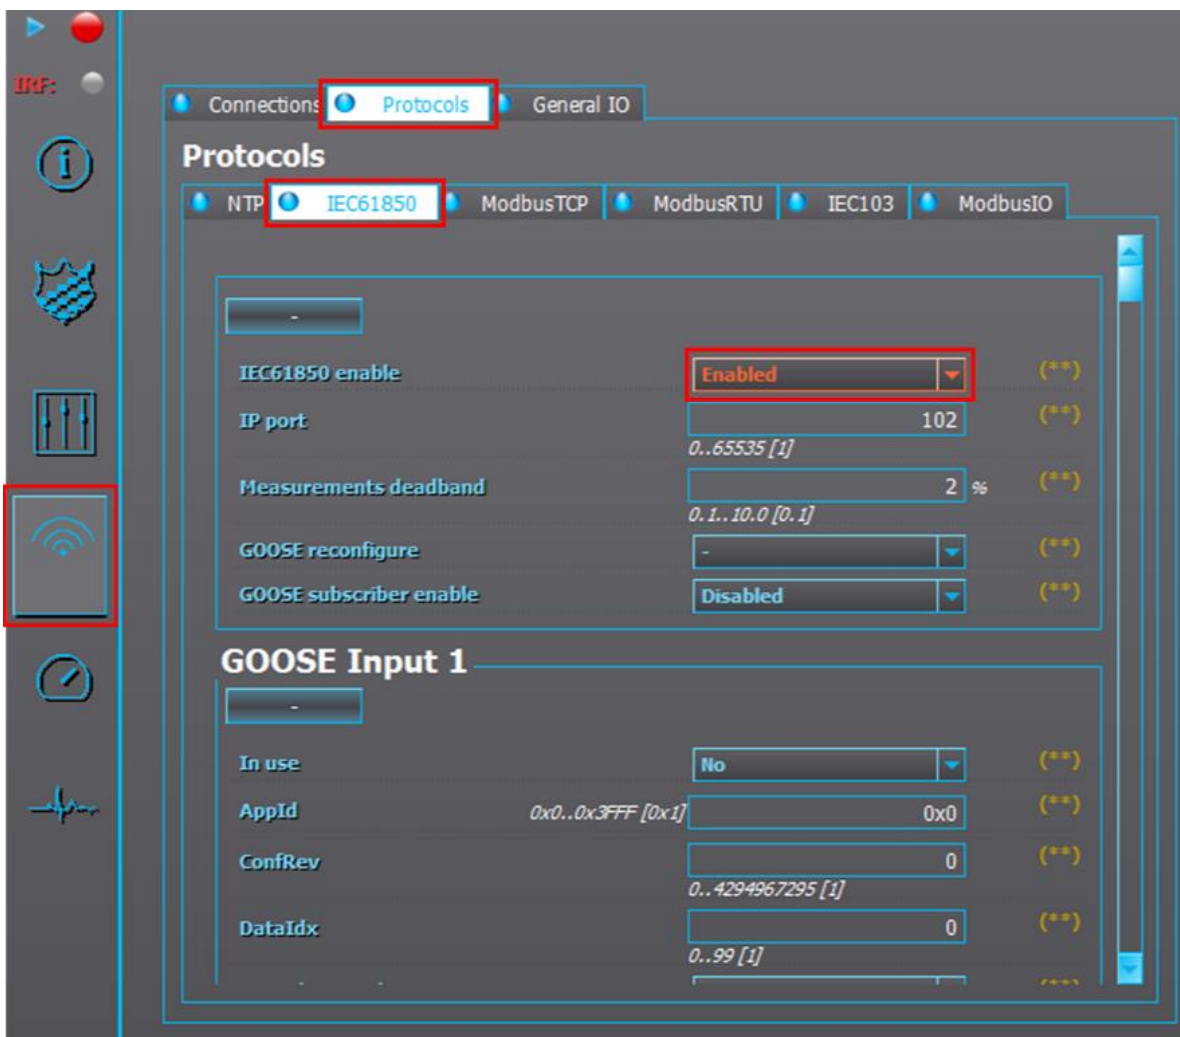 IRF:
Connections Protocols General IO
Protocols
NTP IEC61850 ModbusTCP ModbusRTU IEC103 ModbusIO
-
IEC61850 enable Enabled (**)
IP port 102 (**)
0..65535 [1]
Measurements deadband 2 % (**)
0.1..10.0 [0.1]
GOOSE reconfigure - (**)
GOOSE subscriber enable Disabled (**)
GOOSE Input 1
-
In use No (**)
AppId 0x0..0x3FFF [0x1] 0x0 (**)
ConfRev 0 (**)
0..4294967295 [1]
DataIdx 0 (**)
0..99 [1]